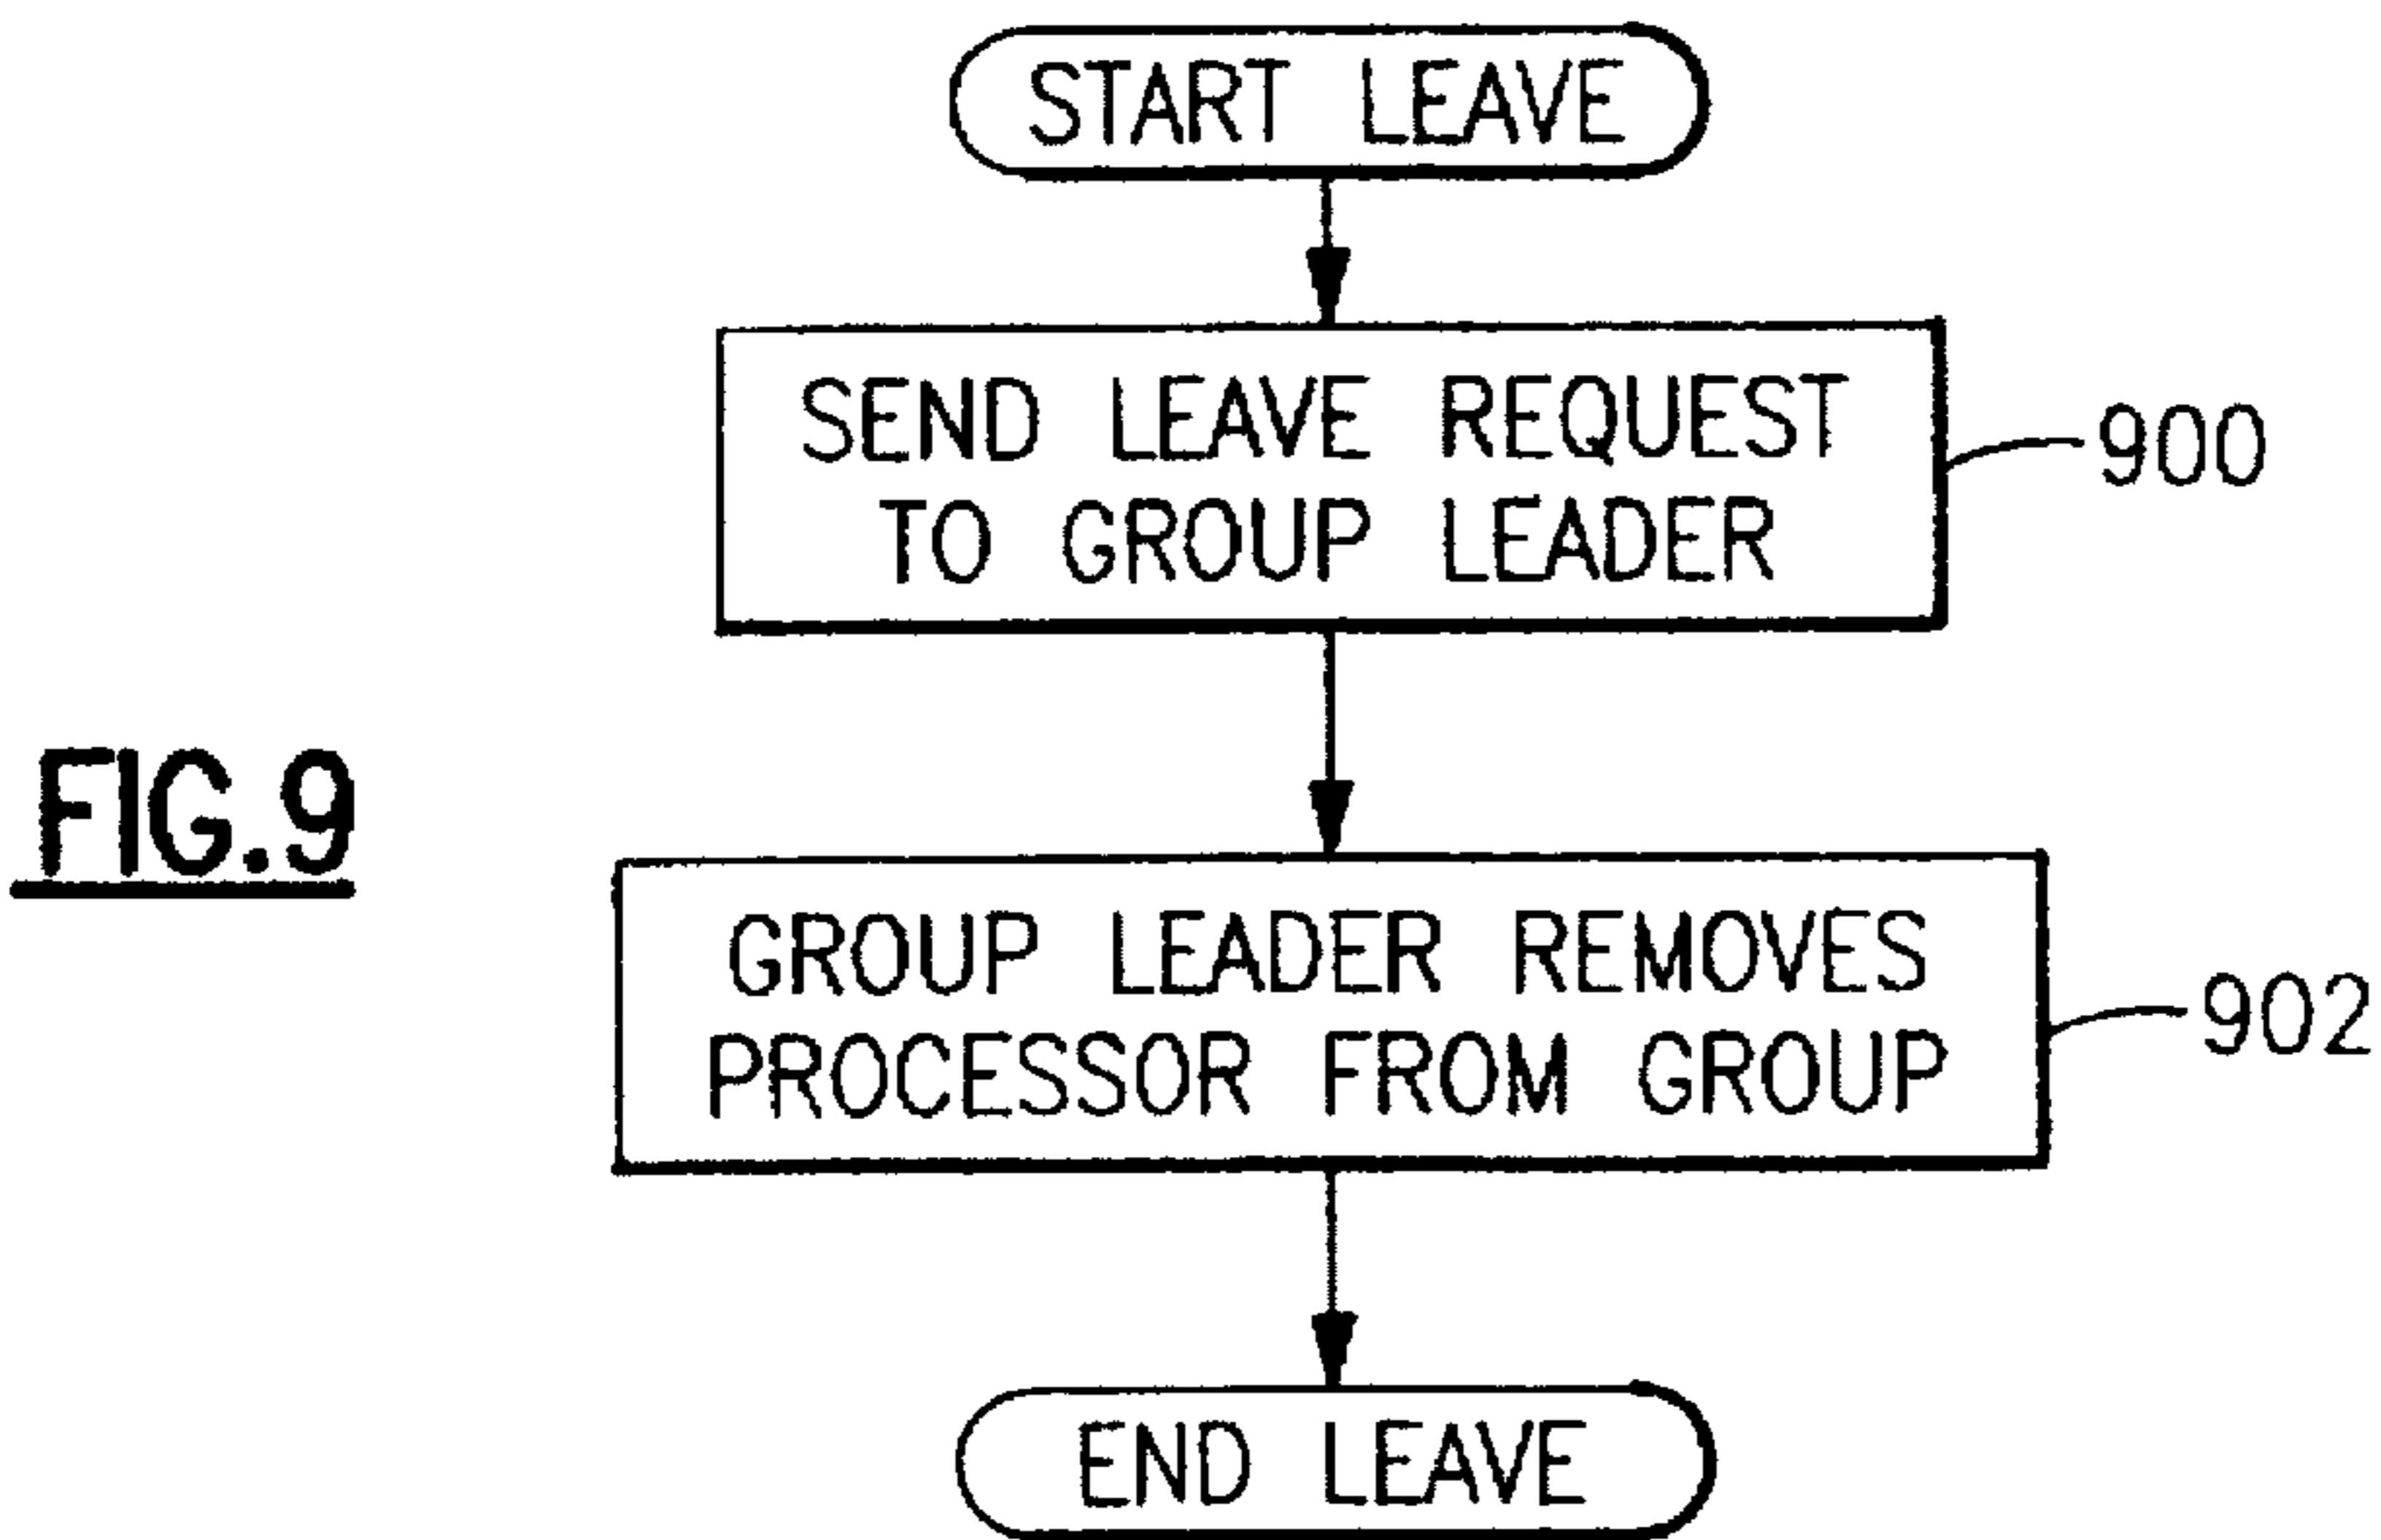 START LEAVE
SEND LEAVE REQUEST
TO GROUP LEADER
900
FIG.9
GROUP LEADER REMOVES
PROCESSOR FROM GROUP
902
END LEAVE